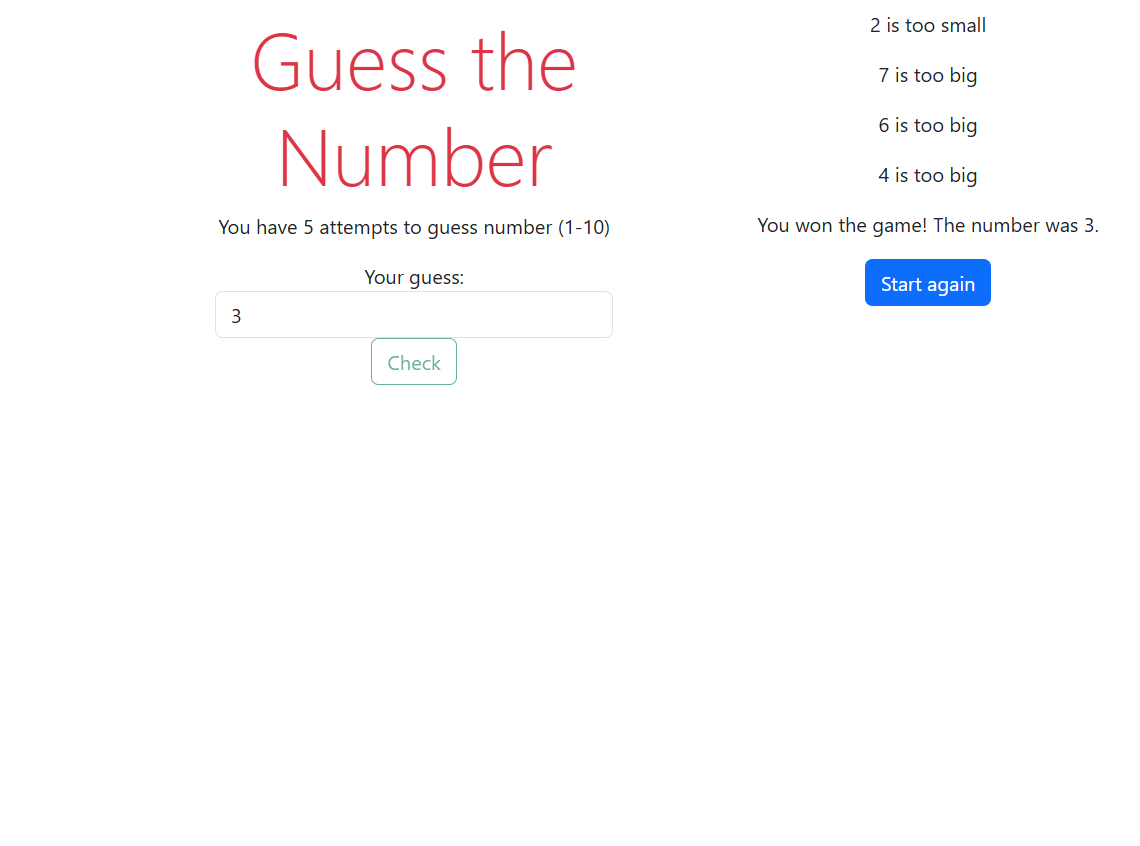 Guess the
Number
You have 5 attempts to guess number (1-10)
Your guess:
3
Check
2 is too small
7 is too big
6 is too big
4 is too big
You won the game! The number was 3.
Start again